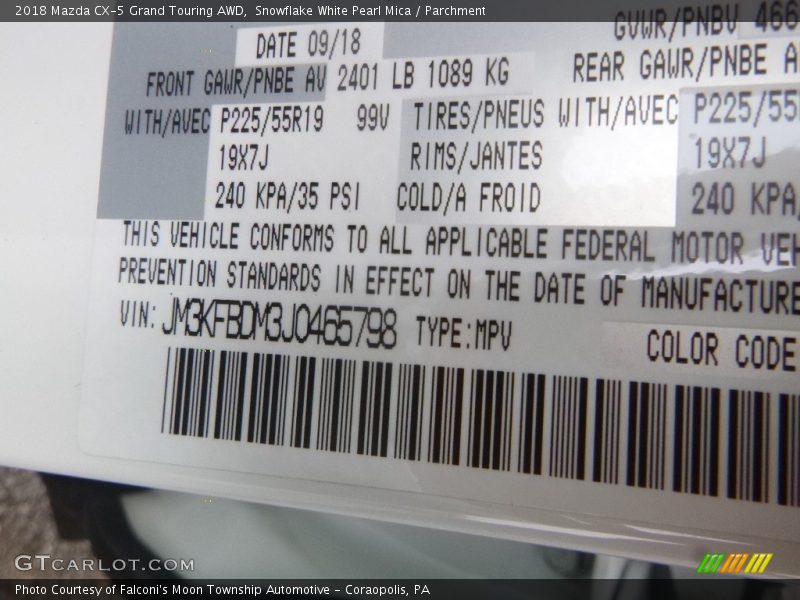 2018 Mazda CX-5 Grand Touring AWD, Snowflake White Pearl Mica / Parchment
DATE 09/18 GVWR/PNBV 466
FRONT GAWR/PNBE AV 2401 LB 1089 KG REAR GAWR/PNBE A
WITH/AVEC P225/55R19 99V TIRES/PNEUS WITH/AVEC P225/55
19X7J RIMS/JANTES 19X7J
240 KPA/35 PSI COLD/A FROID 240 KPA/
THIS VEHICLE CONFORMS TO ALL APPLICABLE FEDERAL MOTOR VEH
PREVENTION STANDARDS IN EFFECT ON THE DATE OF MANUFACTURE
VIN: JM3KFBDM3J0465798 TYPE:MPV COLOR CODE
GTCARLOT.COM
Photo Courtesy of Falconi's Moon Township Automotive - Coraopolis, PA